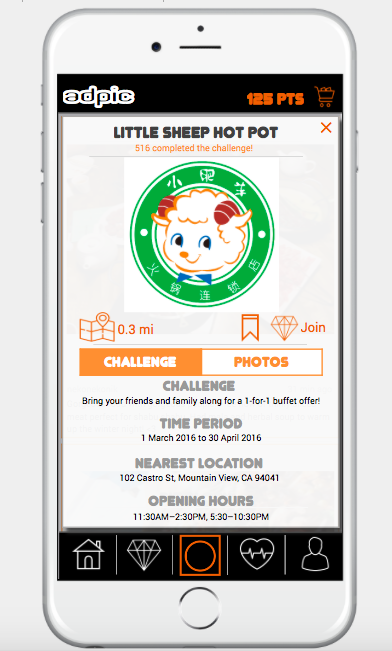 adpic
125 PTS
LITTLE SHEEP HOT POT
516 completed the challenge!
小肥羊
火锅连锁店
0.3 mi
Join
CHALLENGE
PHOTOS
CHALLENGE
Bring your friends and family along for a 1-for-1 buffet offer!
TIME PERIOD
1 March 2016 to 30 April 2016
NEAREST LOCATION
102 Castro St, Mountain View, CA 94041
OPENING HOURS
11:30AM–2:30PM, 5:30–10:30PM